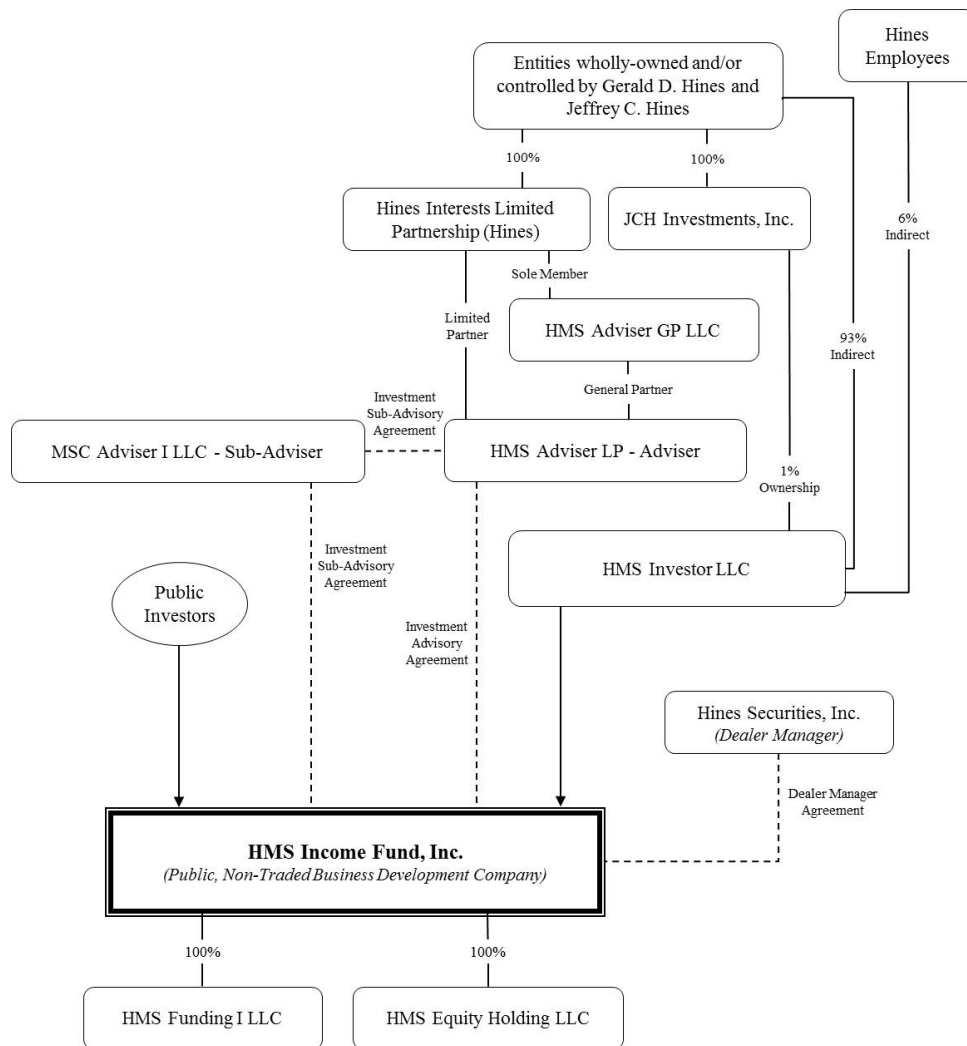 Hines
Employees
Entities wholly-owned and/or
controlled by Gerald D. Hines and
Jeffrey C. Hines
100%
100%
Hines Interests Limited
Partnership (Hines)
JCH Investments, Inc.
6%
Indirect
Sole Member
Limited
Partner
HMS Adviser GP LLC
93%
Indirect
General Partner
Investment
Sub-Advisory
Agreement
MSC Adviser I LLC - Sub-Adviser
HMS Adviser LP - Adviser
1%
Ownership
Investment
Sub-Advisory
Agreement
HMS Investor LLC
Public
Investors
Investment
Advisory
Agreement
Hines Securities, Inc.
(Dealer Manager)
Dealer Manager
Agreement
HMS Income Fund, Inc.
(Public, Non-Traded Business Development Company)
100%
100%
HMS Funding I LLC
HMS Equity Holding LLC